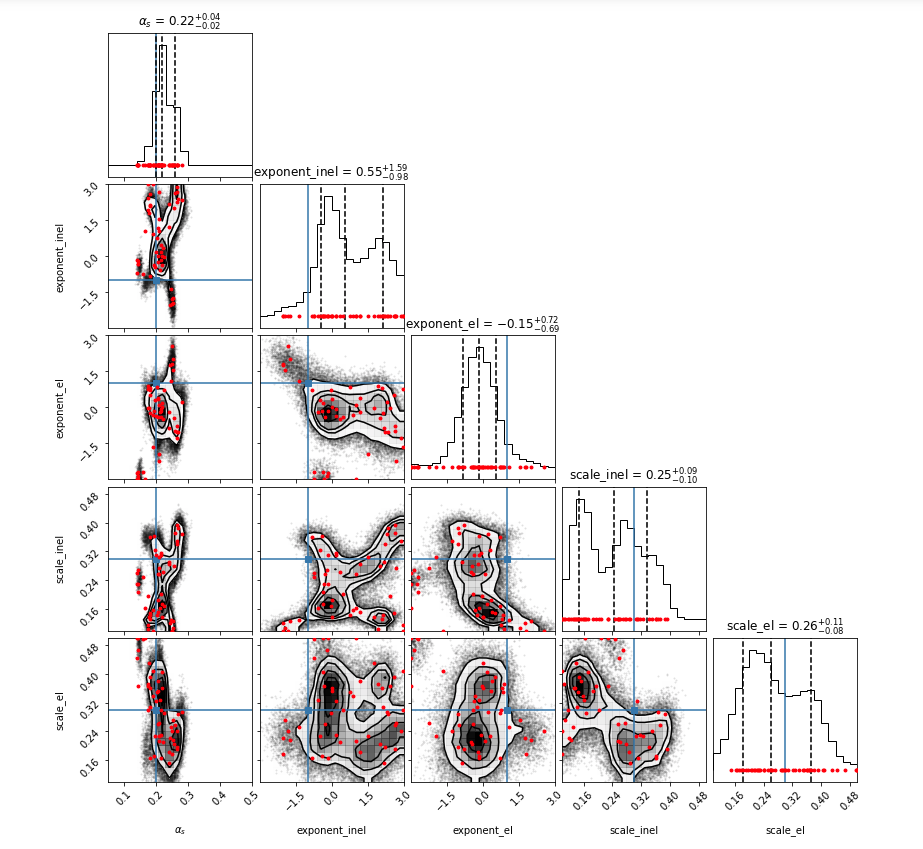 α_s = 0.22^{+0.04}_{−0.02}
exponent_inel = 0.55^{+1.59}_{−0.98}
3.0
1.5
0.0
−1.5
exponent_inel
exponent_el = −0.15^{+0.72}_{−0.69}
3.0
1.5
0.0
−1.5
exponent_el
scale_inel = 0.25^{+0.09}_{−0.10}
0.48
0.40
0.32
0.24
0.16
scale_inel
scale_el = 0.26^{+0.11}_{−0.08}
0.48
0.40
0.32
0.24
0.16
scale_el
0.1 0.2 0.3 0.4 0.5 −1.5 0.0 1.5 3.0 −1.5 0.0 1.5 3.0 0.16 0.24 0.32 0.40 0.48 0.16 0.24 0.32 0.40 0.48
α_s exponent_inel exponent_el scale_inel scale_el